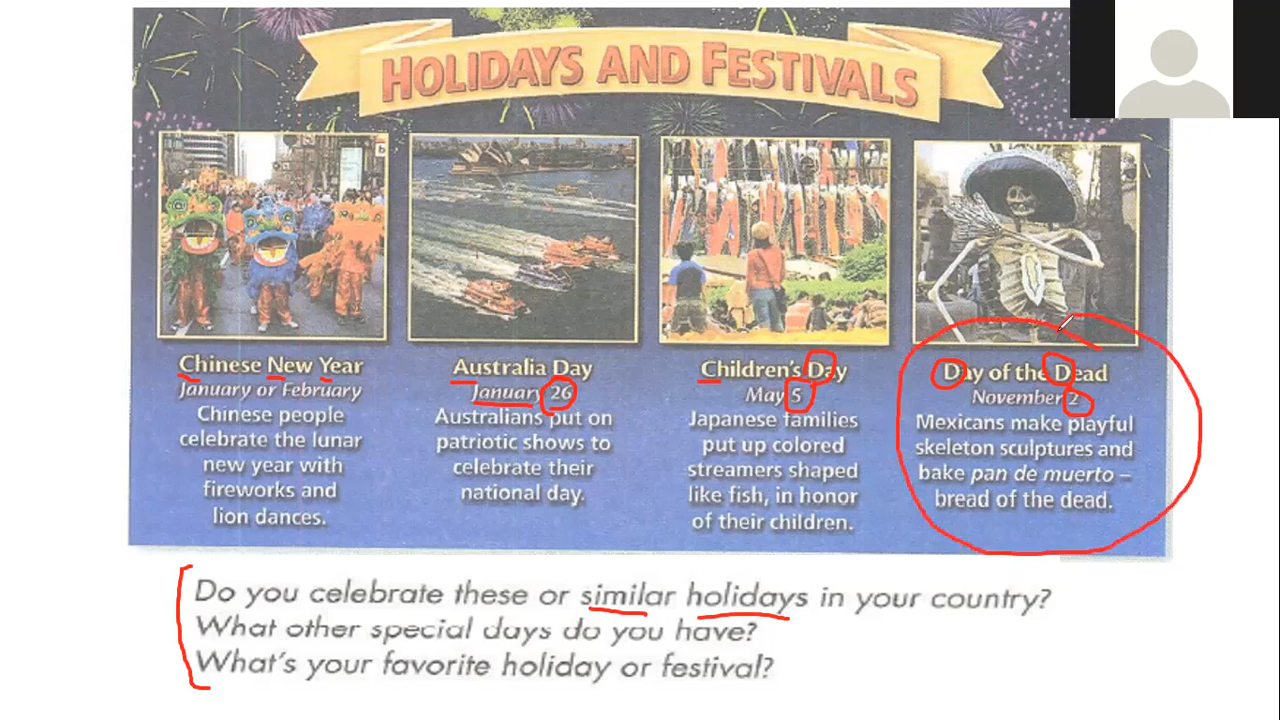 HOLIDAYS AND FESTIVALS
Chinese New Year
January or February
Chinese people
celebrate the lunar
new year with
fireworks and
lion dances.
Australia Day
January 26
Australians put on
patriotic shows to
celebrate their
national day.
Children's Day
May 5
Japanese families
put up colored
streamers shaped
like fish, in honor
of their children.
Day of the Dead
November 2
Mexicans make playful
skeleton sculptures and
bake pan de muerto –
bread of the dead.
Do you celebrate these or similar holidays in your country?
What other special days do you have?
What's your favorite holiday or festival?